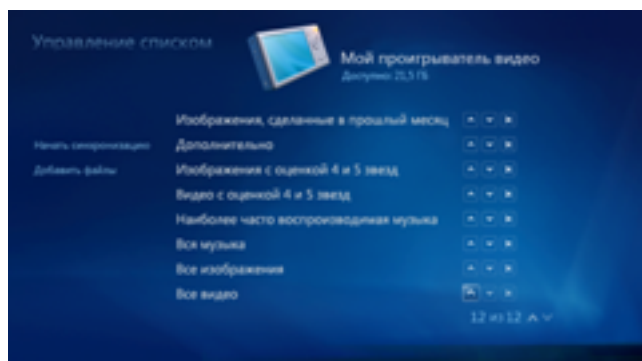 Управление списком
Мой проигрыватель видео
Доступно: 21,5 ГБ
Изображения, сделанные в прошлый месяц
Начать синхронизацию
Дополнительно
Добавить файлы
Изображения с оценкой 4 и 5 звезд
Видео с оценкой 4 и 5 звезд
Наиболее часто воспроизводимая музыка
Вся музыка
Все изображения
Все видео
12 из 12